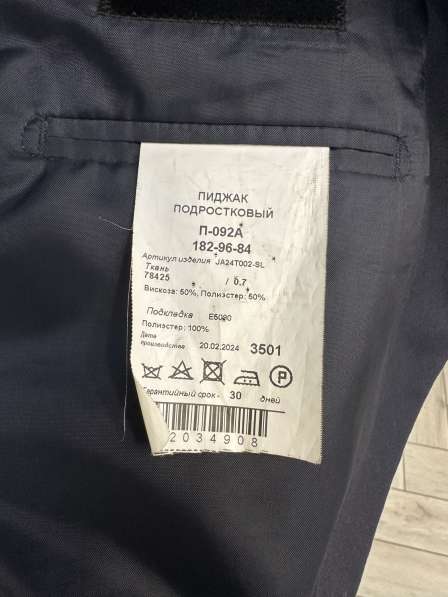 ПИДЖАК
ПОДРОСТКОВЫЙ
П-092А
182-96-84
Артикул изделия JA24T002-SL
Ткань
78425 / 0.7
Вискоза: 50%, Полиэстер: 50%
Подкладка E5090
Полиэстер: 100%
Дата
производства 20.02.2024 3501
P
Гарантийный срок - 30 дней
2034908